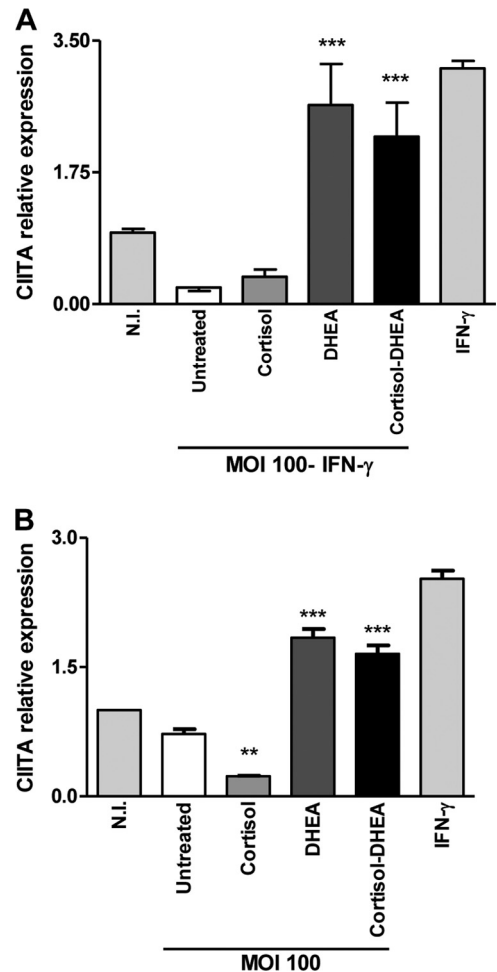 A
CIITA relative expression
3.50
1.75
0.00
***
***
N.I.
Untreated
Cortisol
DHEA
Cortisol-DHEA
IFN-γ
MOI 100- IFN-γ
B
CIITA relative expression
3.0
1.5
0.0
**
***
***
N.I.
Untreated
Cortisol
DHEA
Cortisol-DHEA
IFN-γ
MOI 100